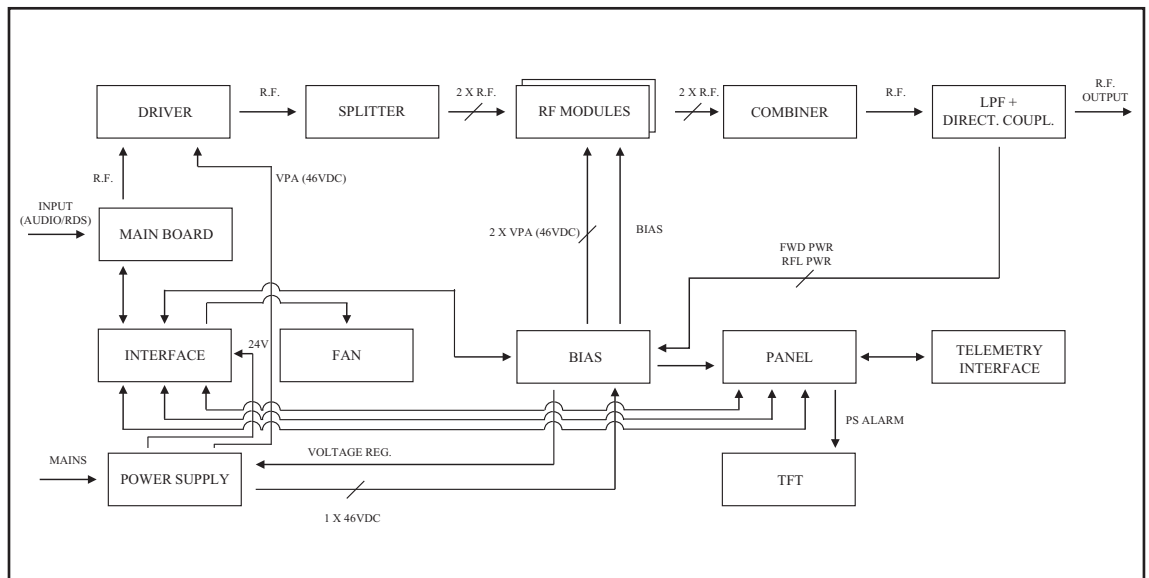 R.F.
2 X R.F.
2 X R.F.
R.F.
R.F.
OUTPUT
DRIVER
SPLITTER
RF MODULES
COMBINER
LPF +
DIRECT. COUPL.
R.F.
VPA (46VDC)
INPUT
(AUDIO/RDS)
MAIN BOARD
2 X VPA (46VDC)
BIAS
FWD PWR
RFL PWR
24V
INTERFACE
FAN
BIAS
PANEL
TELEMETRY
INTERFACE
PS ALARM
MAINS
VOLTAGE REG.
POWER SUPPLY
TFT
1 X 46VDC